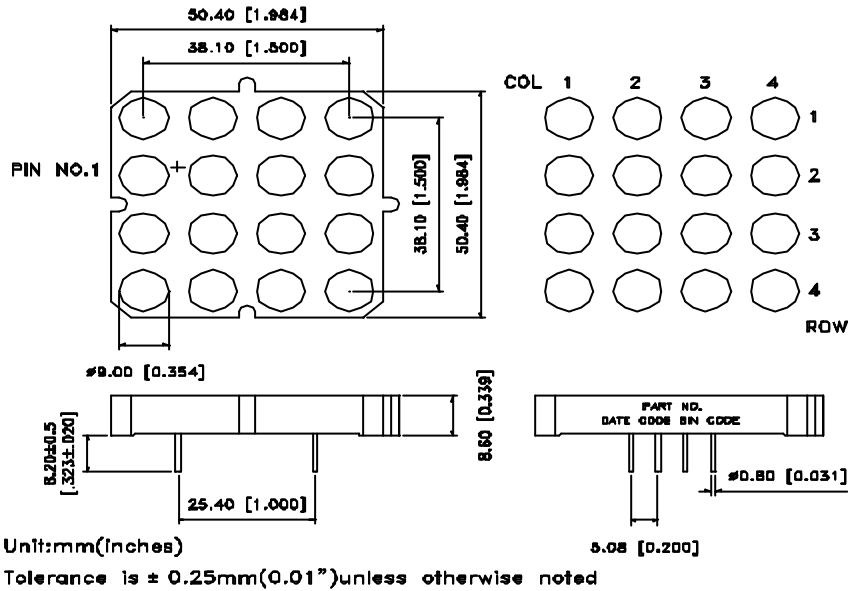 50.40 [1.984]
38.10 [1.500]
COL 1 2 3 4
1
PIN NO.1
2
38.10 [1.500]
50.40 [1.984]
3
4
ROW
ø9.00 [0.354]
8.20±0.5
[.323±.020]
8.60 [0.339]
PART NO.
DATE CODE BIN CODE
ø0.80 [0.031]
25.40 [1.000]
5.08 [0.200]
Unit:mm(inches)
Tolerance is ± 0.25mm(0.01”)unless otherwise noted